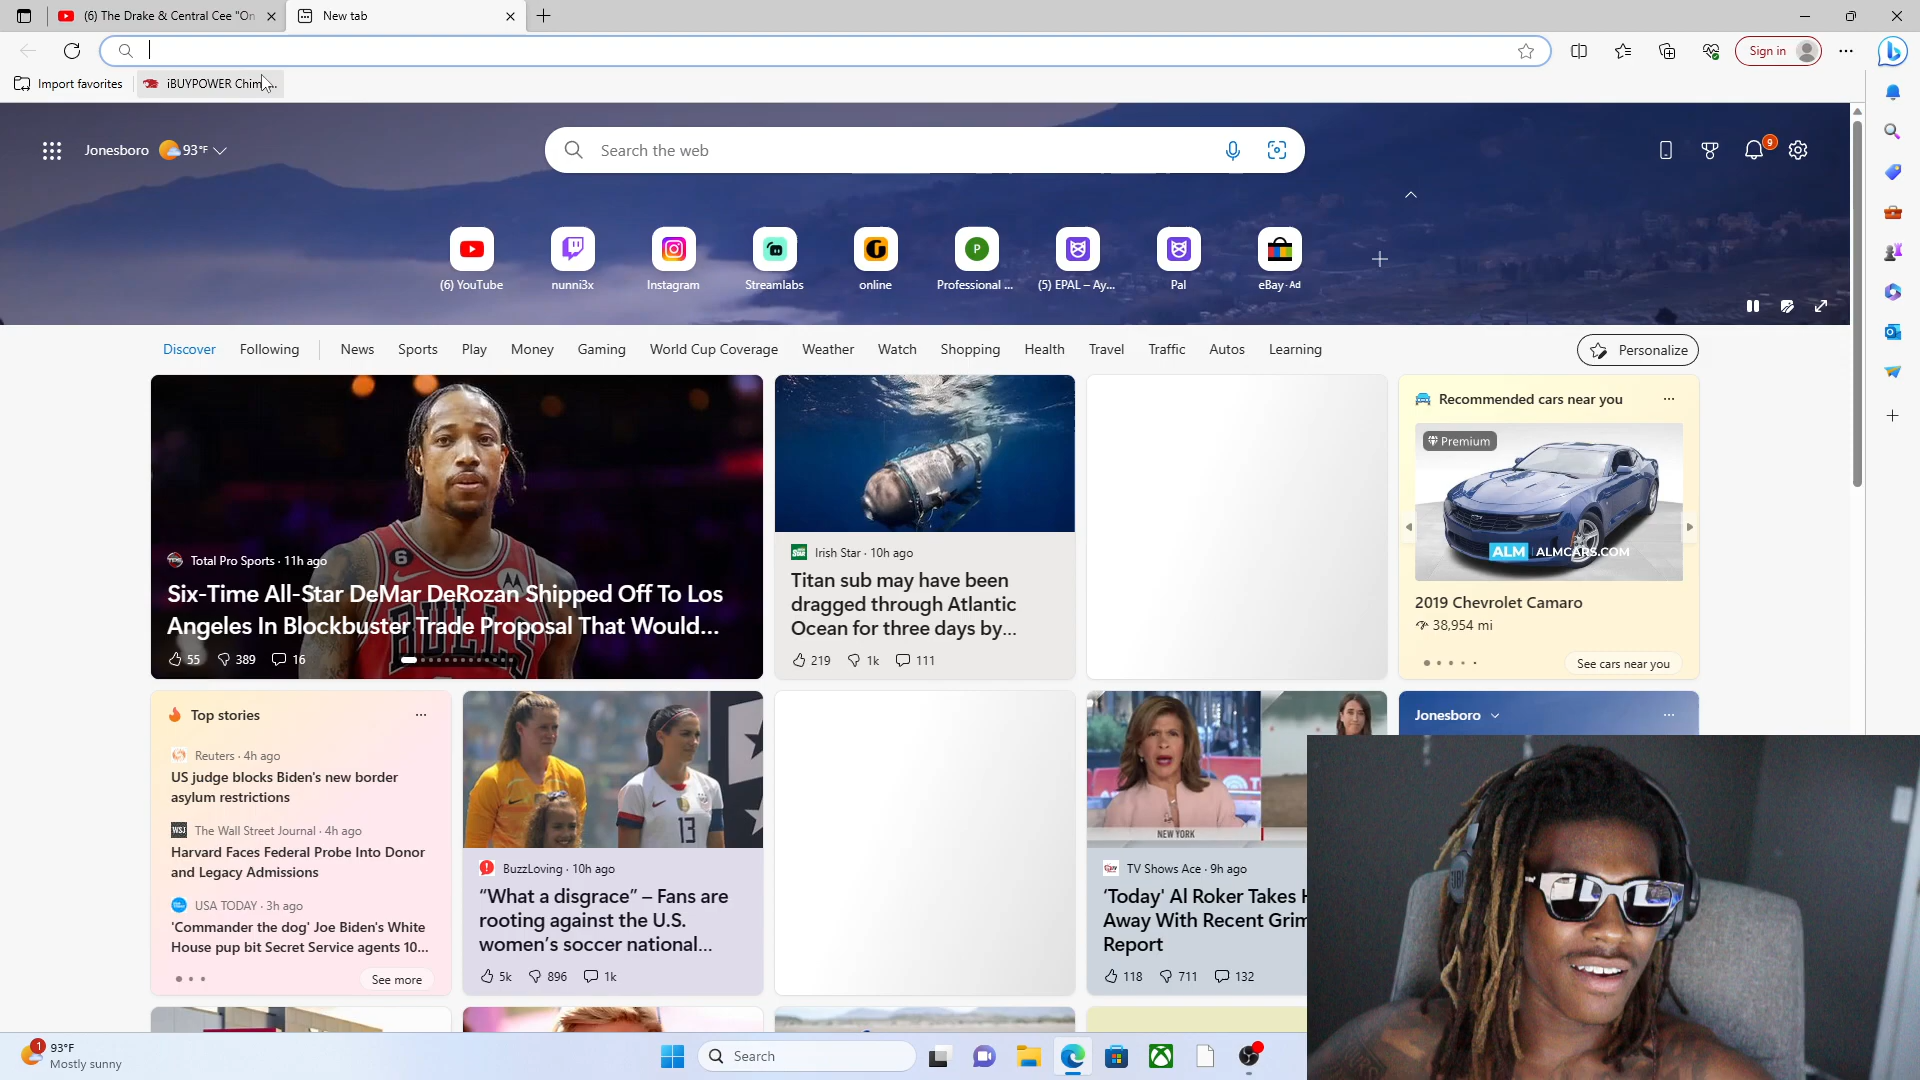 (6) The Drake & Central Cee "On
New tab
Sign in
Import favorites
iBUYPOWER Chim
Jonesboro 93°F
Search the web
9
(6) YouTube
nunni3x
Instagram
Streamlabs
online
P
Professional ...
(5) EPAL – Ay...
Pal
eBay · Ad
Discover
Following
News
Sports
Play
Money
Gaming
World Cup Coverage
Weather
Watch
Shopping
Health
Travel
Traffic
Autos
Learning
Personalize
6
BULLS
Total Pro Sports · 11h ago
Six-Time All-Star DeMar DeRozan Shipped Off To Los
Angeles In Blockbuster Trade Proposal That Would...
55 389 16
Irish Star · 10h ago
Titan sub may have been
dragged through Atlantic
Ocean for three days by...
219 1k 111
Recommended cars near you
Premium
ALM ALMCARS.COM
2019 Chevrolet Camaro
38,954 mi
See cars near you
Top stories
Reuters · 4h ago
US judge blocks Biden's new border
asylum restrictions
WSJ The Wall Street Journal · 4h ago
Harvard Faces Federal Probe Into Donor
and Legacy Admissions
USA TODAY · 3h ago
'Commander the dog' Joe Biden's White
House pup bit Secret Service agents 10...
See more
13
BuzzLoving · 10h ago
“What a disgrace” – Fans are
rooting against the U.S.
women’s soccer national...
5k 896 1k
NEW YORK
TV Shows Ace · 9h ago
‘Today' Al Roker Takes H
Away With Recent Grim
Report
118 711 132
Jonesboro
1
93°F
Mostly sunny
Search